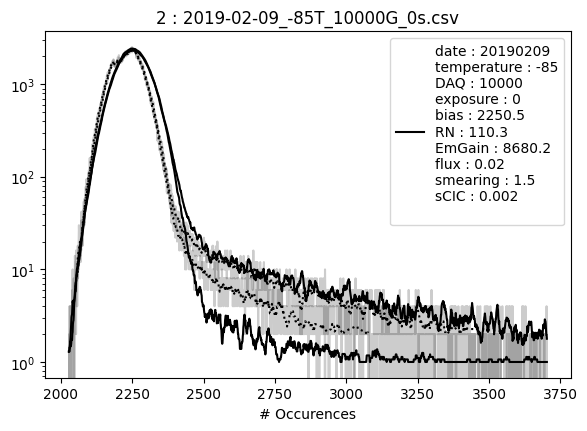 2 : 2019-02-09_-85T_10000G_0s.csv
date : 20190209
temperature : -85
DAQ : 10000
exposure : 0
bias : 2250.5
RN : 110.3
EmGain : 8680.2
flux : 0.02
smearing : 1.5
sCIC : 0.002
10³
10²
10¹
10⁰
2000 2250 2500 2750 3000 3250 3500 3750
# Occurences